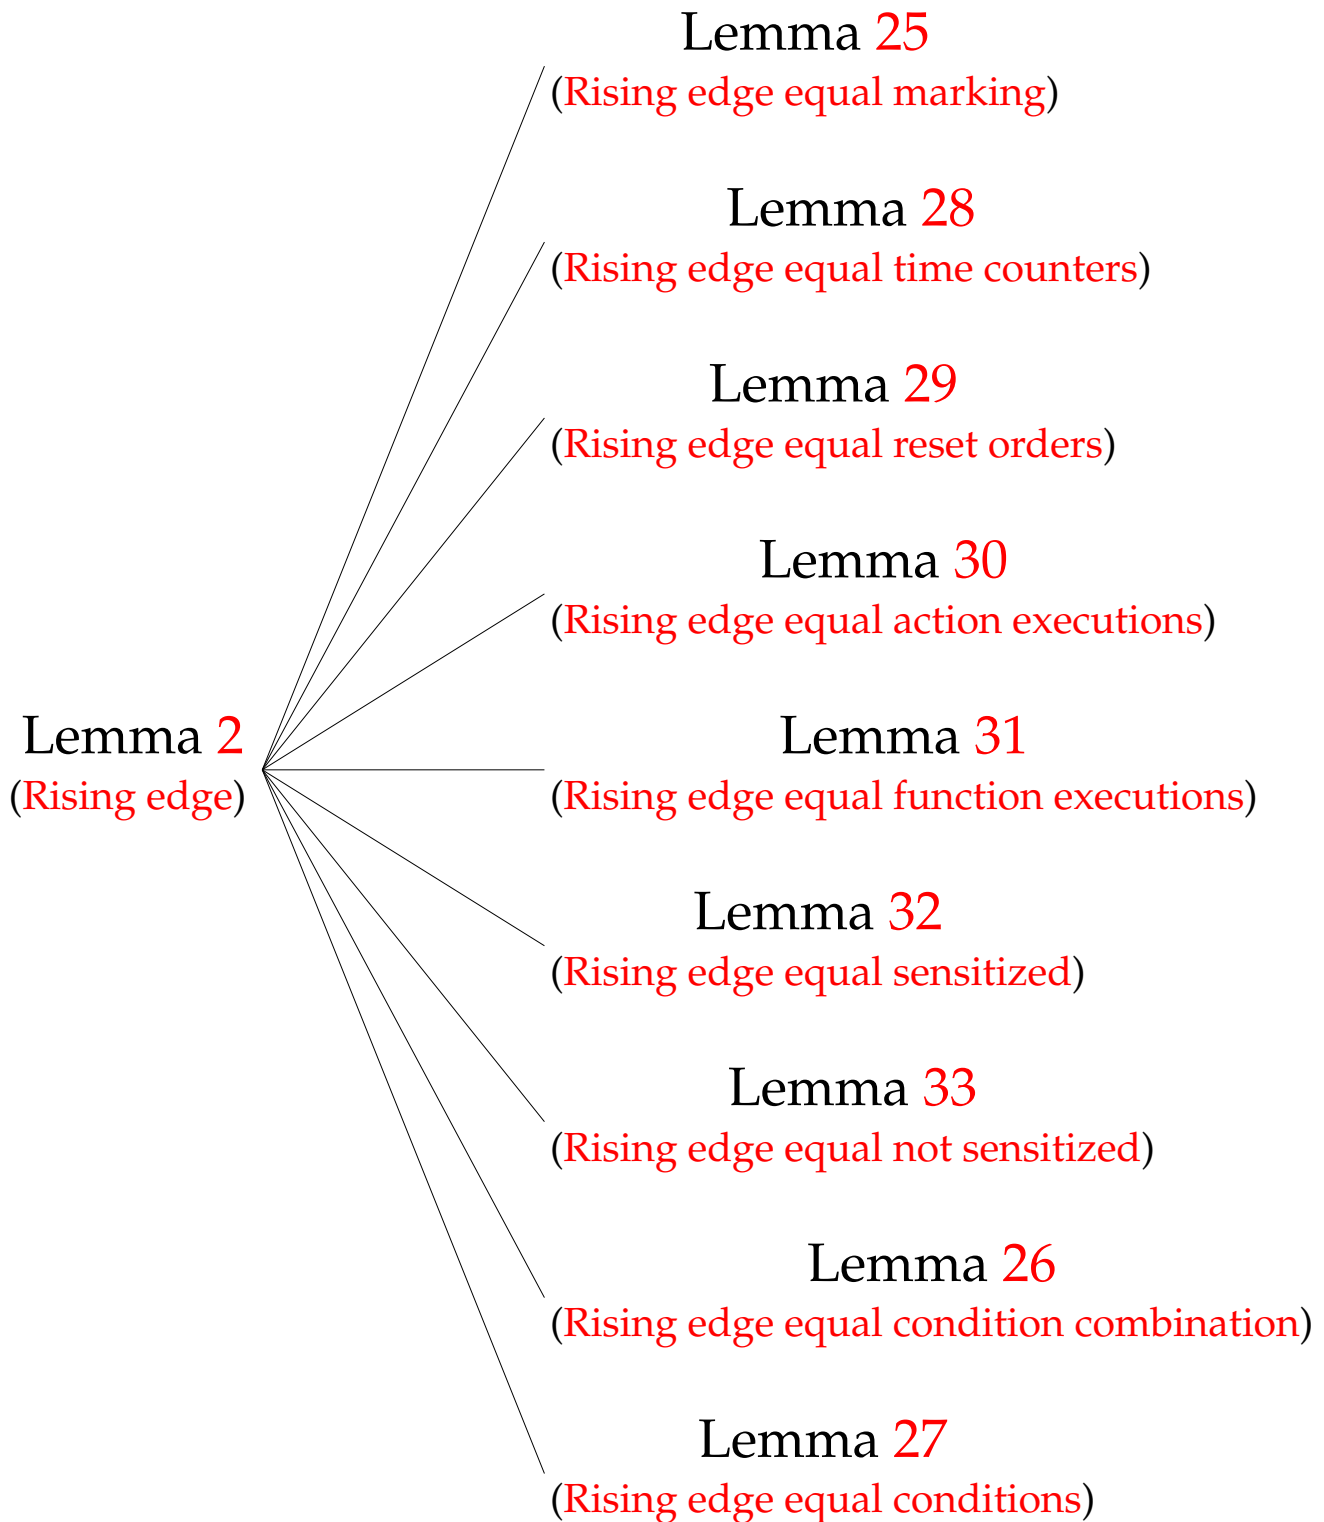 Lemma 25
(Rising edge equal marking)
Lemma 28
(Rising edge equal time counters)
Lemma 29
(Rising edge equal reset orders)
Lemma 30
(Rising edge equal action executions)
Lemma 2
(Rising edge)
Lemma 31
(Rising edge equal function executions)
Lemma 32
(Rising edge equal sensitized)
Lemma 33
(Rising edge equal not sensitized)
Lemma 26
(Rising edge equal condition combination)
Lemma 27
(Rising edge equal conditions)